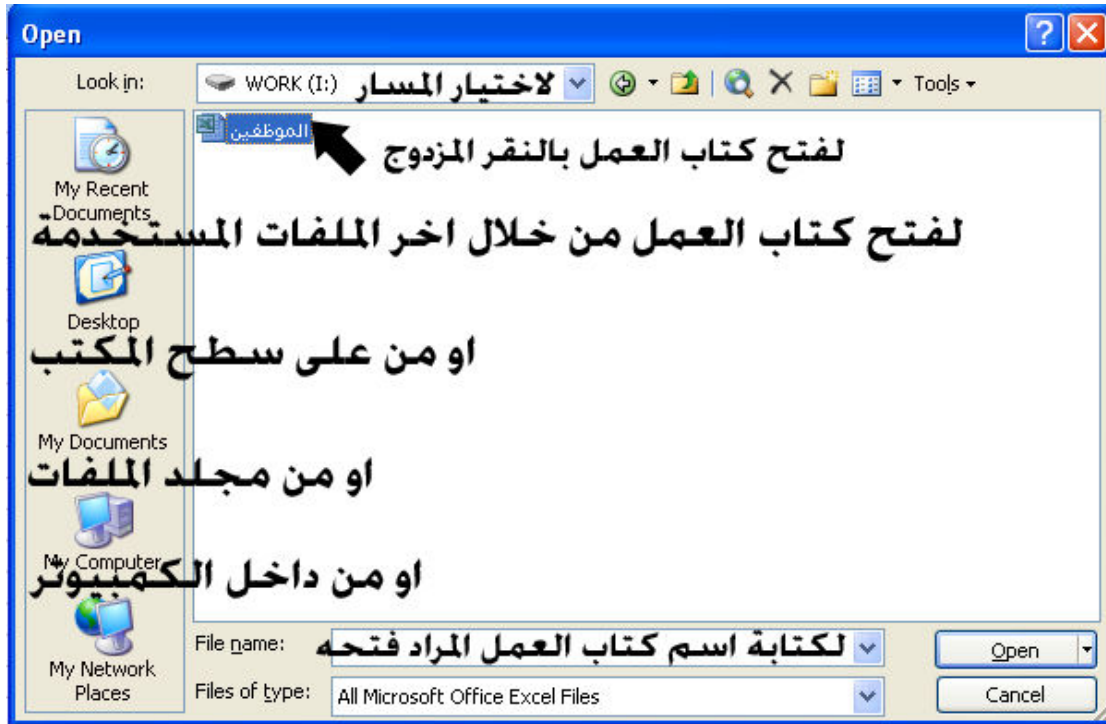 Open
Look in:
WORK (I:)
لاختيار المسار
Tools
الموظفين
لفتح كتاب العمل بالنقر المزدوج
My Recent
Documents
لفتح كتاب العمل من خلال اخر الملفات المستخدمة
Desktop
او من على سطح المكتب
My Documents
او من مجلد الملفات
My Computer
او من داخل الكمبيوتر
My Network
Places
File name:
لكتابة اسم كتاب العمل المراد فتحه
Open
Files of type:
All Microsoft Office Excel Files
Cancel